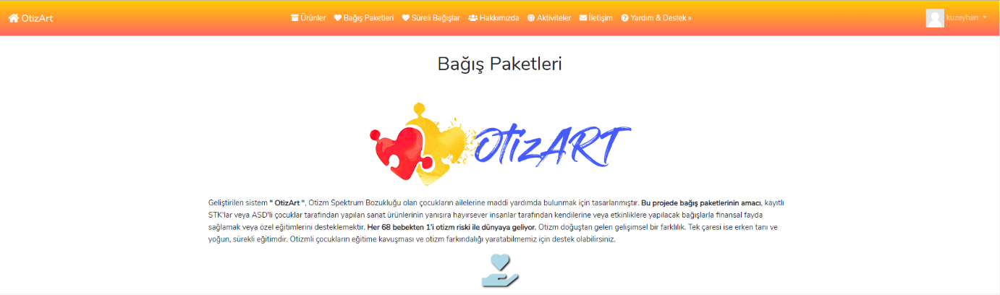 OtizArt Ürünler Bağış Paketleri Süreli Bağışlar Hakkımızda Aktiviteler İletişim Yardım & Destek » kuzeyhan
Bağış Paketleri
OtizART
Geliştirilen sistem " OtizArt ", Otizm Spektrum Bozukluğu olan çocukların ailelerine maddi yardımda bulunmak için tasarlanmıştır. Bu projede bağış paketlerinin amacı, kayıtlı
STK'lar veya ASD'li çocuklar tarafından yapılan sanat ürünlerinin yanısıra hayırsever insanlar tarafından kendilerine veya etkinliklere yapılacak bağışlarla finansal fayda
sağlamak veya özel eğitimlerini desteklemektir. Her 68 bebekten 1'i otizm riski ile dünyaya geliyor. Otizm doğuştan gelen gelişimsel bir farklılık. Tek çaresi ise erken tanı ve
yoğun, sürekli eğitimdir. Otizmli çocukların eğitime kavuşması ve otizm farkındalığı yaratabilmemiz için destek olabilirsiniz.